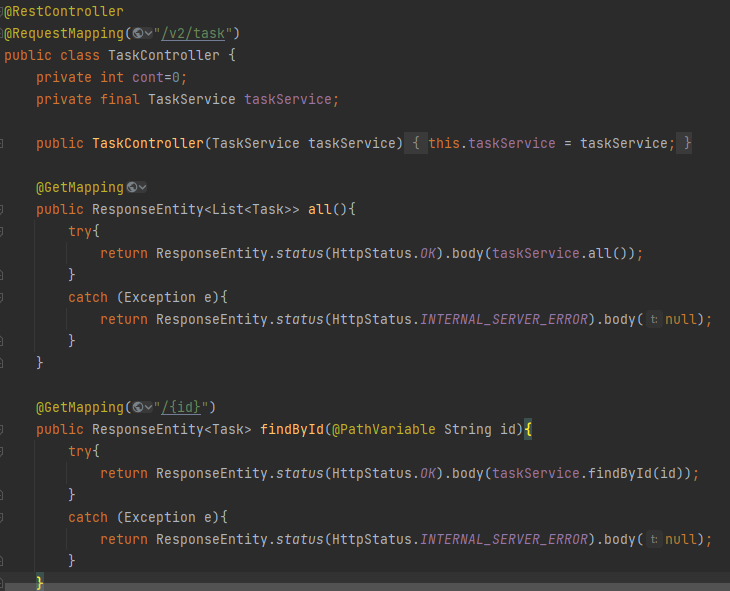 @RestController
@RequestMapping("/v2/task")
public class TaskController {
    private int cont=0;
    private final TaskService taskService;

    public TaskController(TaskService taskService) { this.taskService = taskService; }

    @GetMapping
    public ResponseEntity<List<Task>> all(){
        try{
            return ResponseEntity.status(HttpStatus.OK).body(taskService.all());
        }
        catch (Exception e){
            return ResponseEntity.status(HttpStatus.INTERNAL_SERVER_ERROR).body( t: null);
        }
    }

    @GetMapping("/{id}")
    public ResponseEntity<Task> findById(@PathVariable String id){
        try{
            return ResponseEntity.status(HttpStatus.OK).body(taskService.findById(id));
        }
        catch (Exception e){
            return ResponseEntity.status(HttpStatus.INTERNAL_SERVER_ERROR).body( t: null);
        }
    }